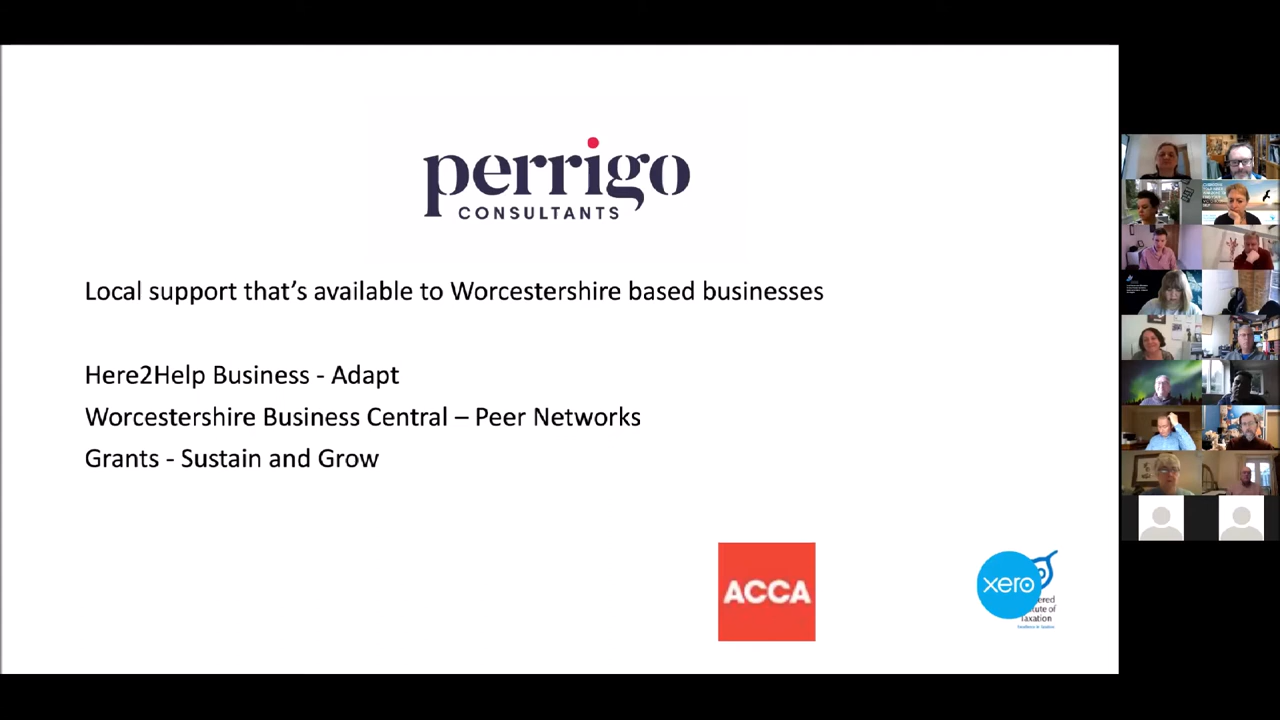 perrigo
CONSULTANTS
Local support that’s available to Worcestershire based businesses
Here2Help Business - Adapt
Worcestershire Business Central – Peer Networks
Grants - Sustain and Grow
ACCA
xero
Taxation